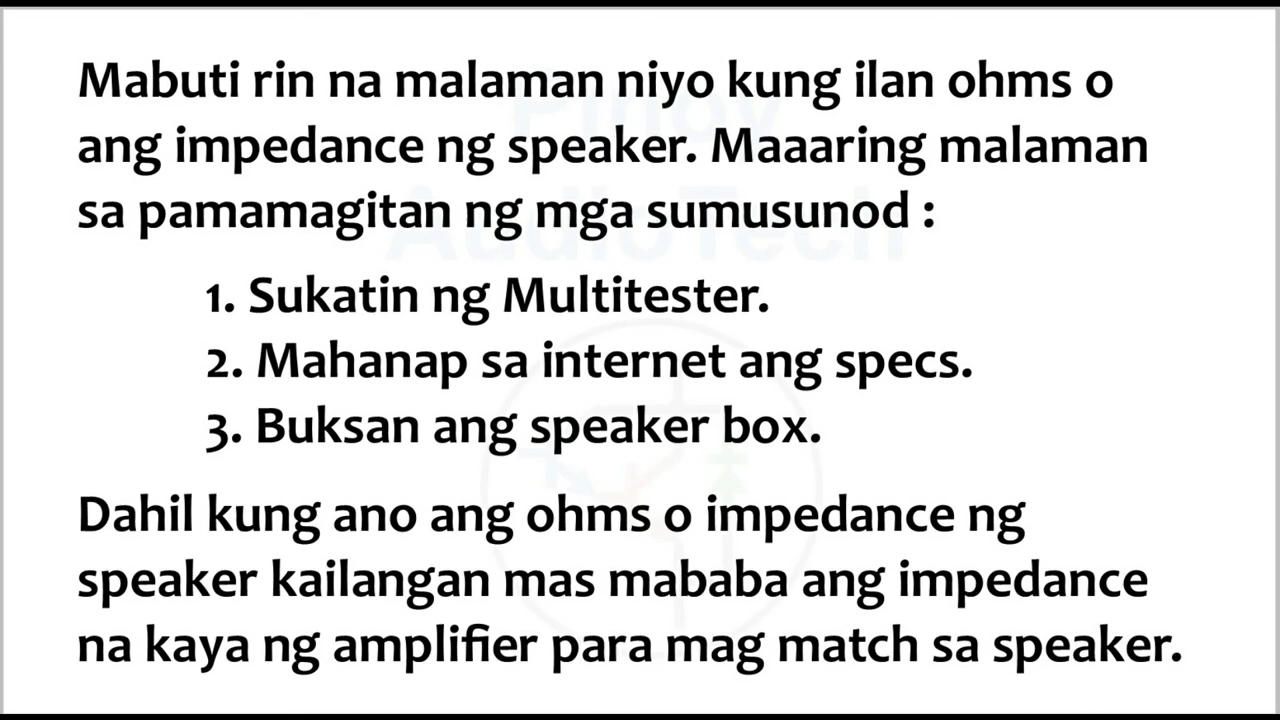 Mabuti rin na malaman niyo kung ilan ohms o
ang impedance ng speaker. Maaaring malaman
sa pamamagitan ng mga sumusunod :
1. Sukatin ng Multitester.
2. Mahanap sa internet ang specs.
3. Buksan ang speaker box.
Dahil kung ano ang ohms o impedance ng
speaker kailangan mas mababa ang impedance
na kaya ng amplifier para mag match sa speaker.
Pinoy
AudioTech